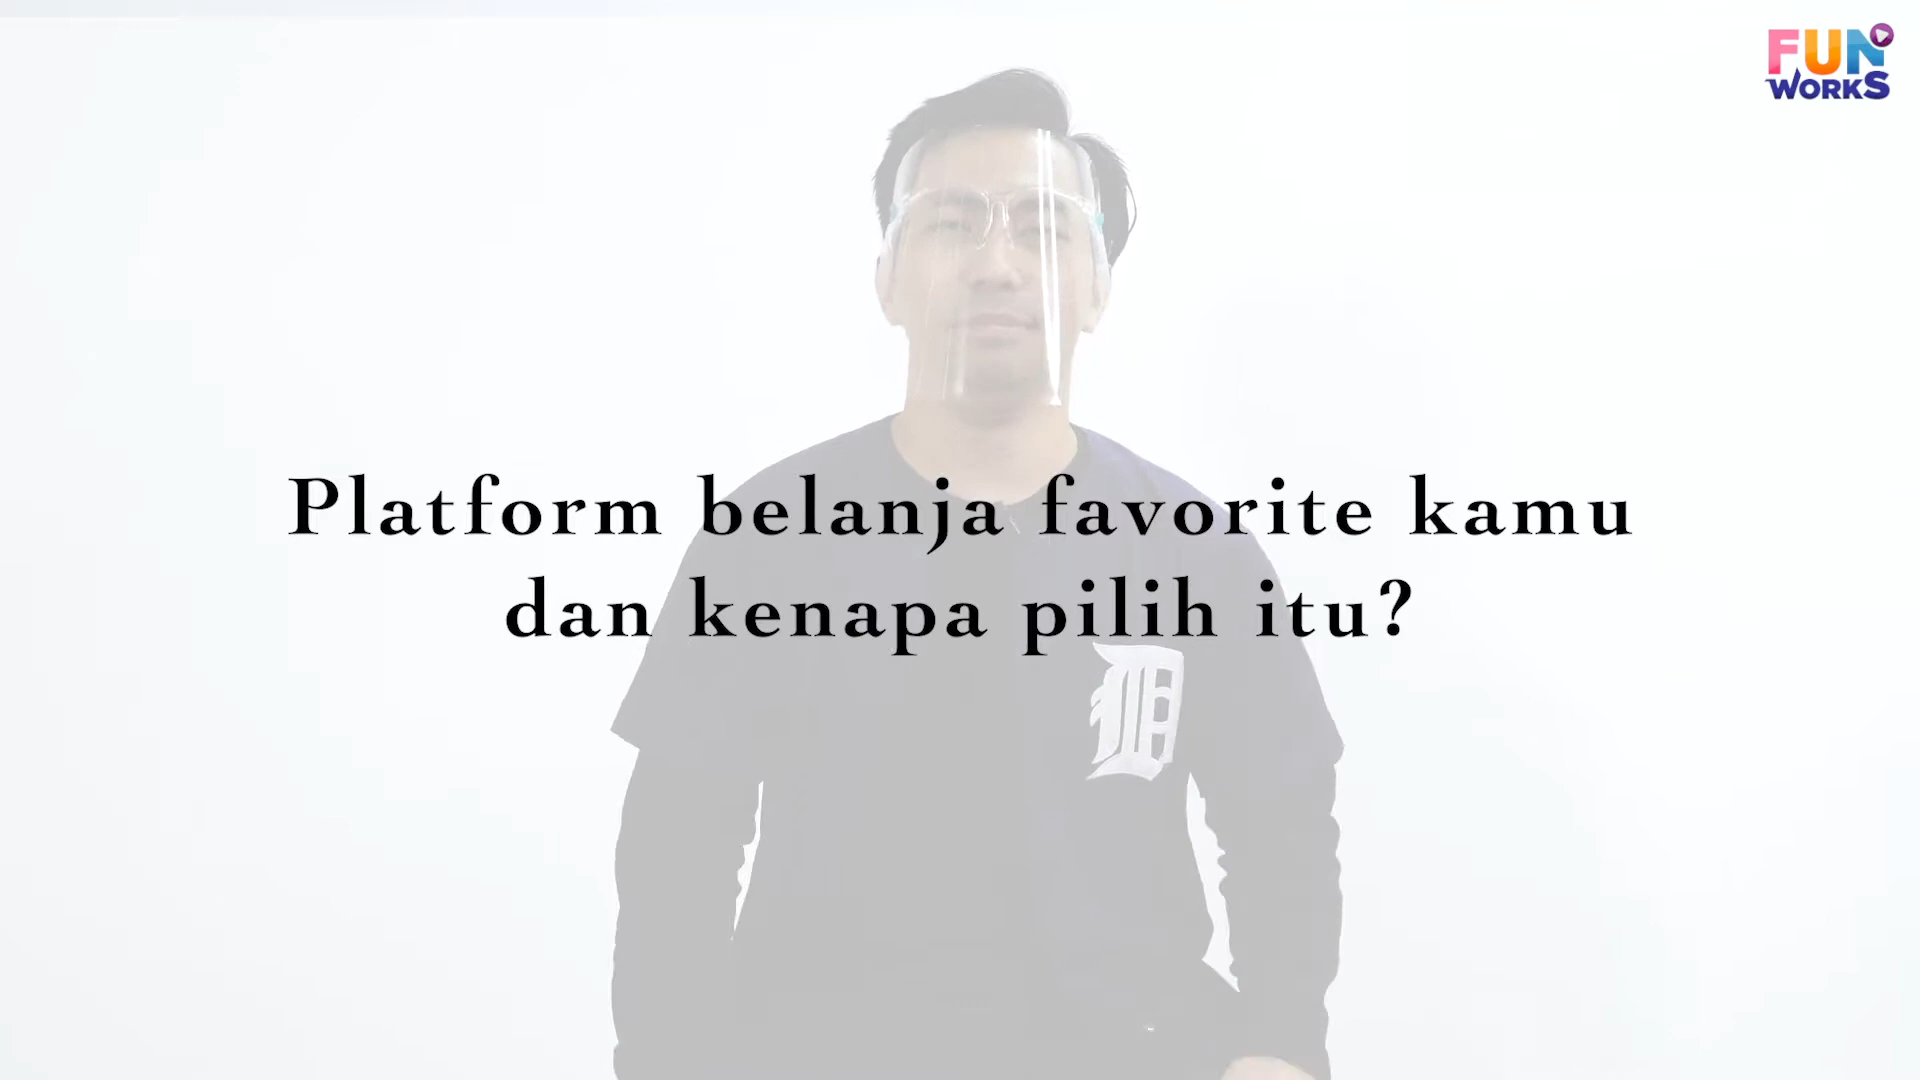 FUN
WORKS
Platform belanja favorite kamu
dan kenapa pilih itu?
D